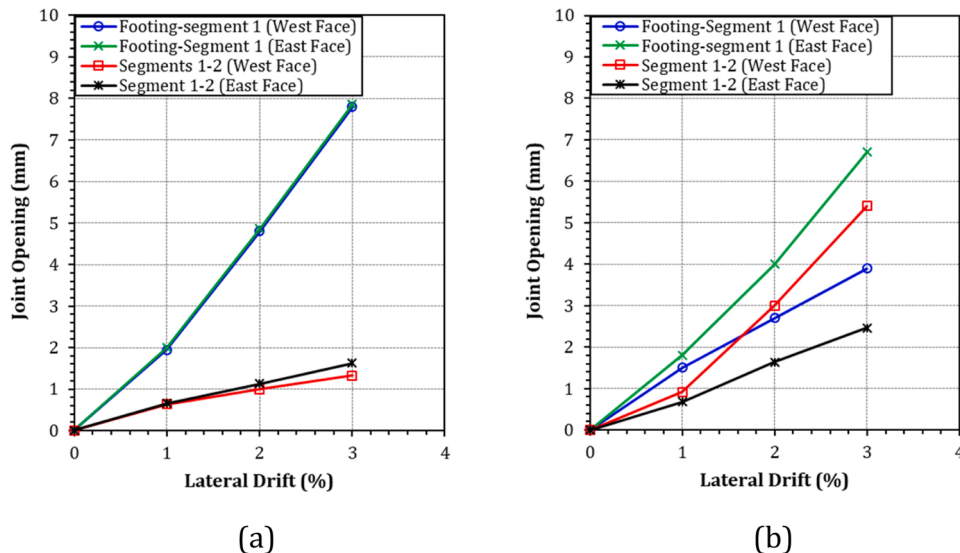 10
9
8
7
6
5
4
3
2
1
0
Joint Opening (mm)
Footing-segment 1 (West Face)
Footing-Segment 1 (East Face)
Segments 1-2 (West Face)
Segment 1-2 (East Face)
0 1 2 3 4
Lateral Drift (%)
(a)
10
9
8
7
6
5
4
3
2
1
0
Joint Opening (mm)
Footing-segment 1 (West Face)
Footing-segment 1 (East Face)
Segment 1-2 (West Face)
Segment 1-2 (East Face)
0 1 2 3 4
Lateral Drift (%)
(b)